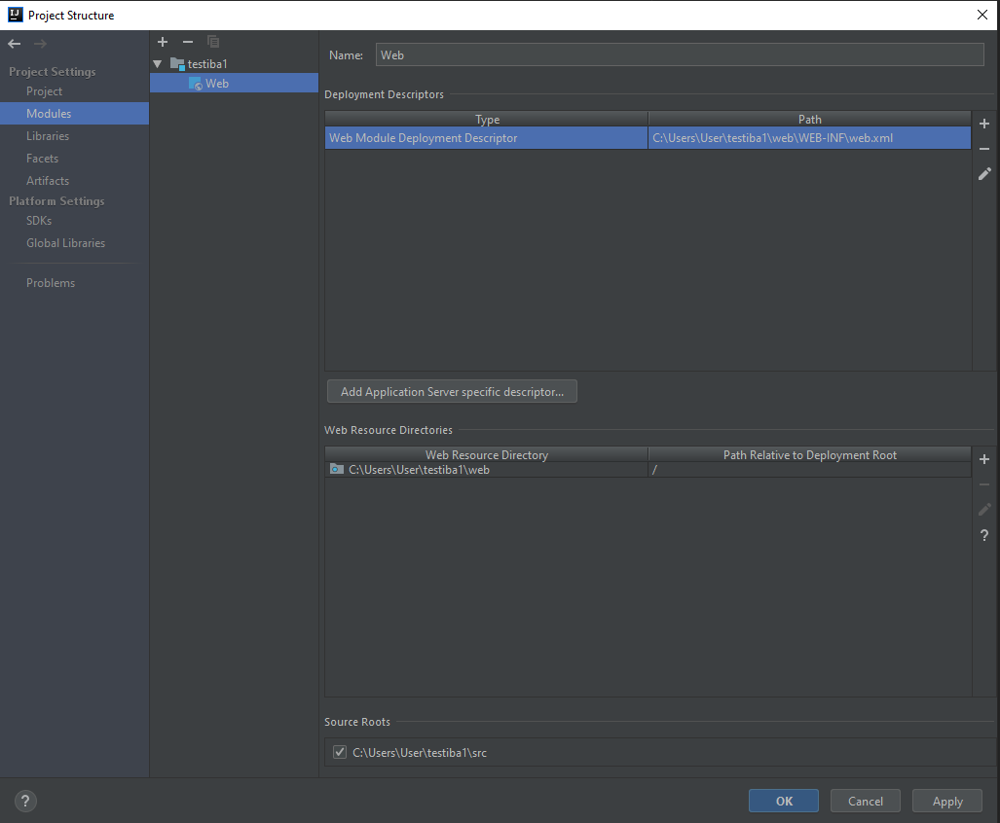 Project Structure
Project Settings
Project
Modules
Libraries
Facets
Artifacts
Platform Settings
SDKs
Global Libraries
Problems
testiba1
Web
Name: Web
Deployment Descriptors
Type Path
Web Module Deployment Descriptor C:\Users\User\testiba1\web\WEB-INF\web.xml
Add Application Server specific descriptor...
Web Resource Directories
Web Resource Directory Path Relative to Deployment Root
C:\Users\User\testiba1\web /
?
Source Roots
C:\Users\User\testiba1\src
? OK Cancel Apply